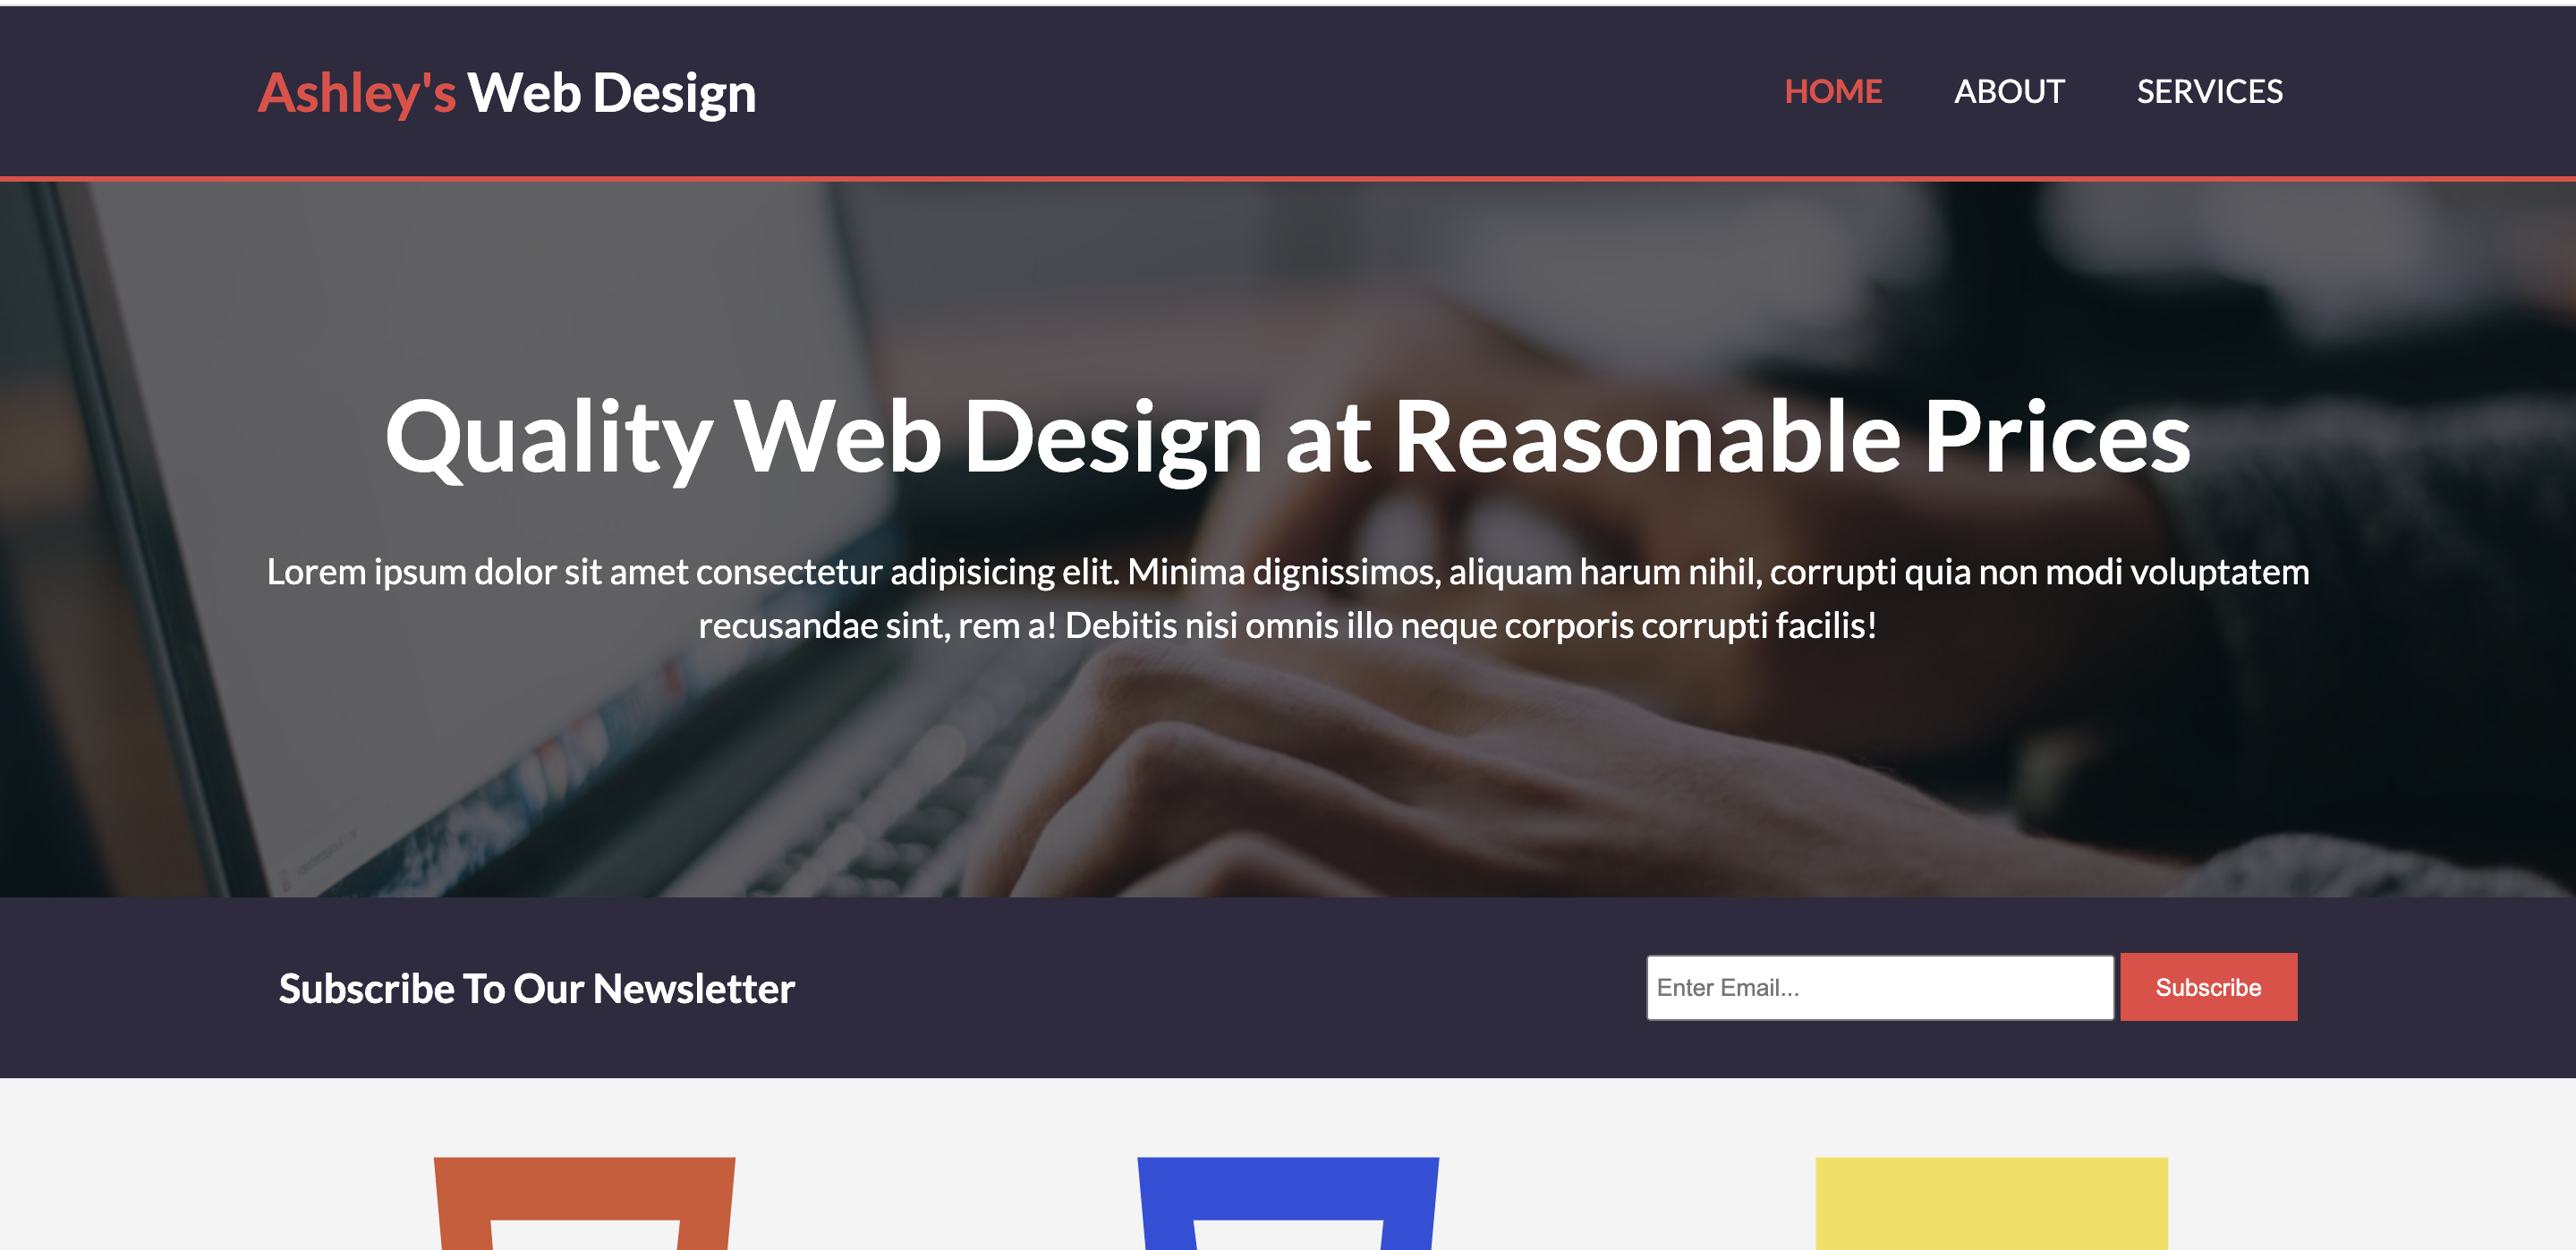 Ashley's Web Design
HOME ABOUT SERVICES
Quality Web Design at Reasonable Prices
Lorem ipsum dolor sit amet consectetur adipisicing elit. Minima dignissimos, aliquam harum nihil, corrupti quia non modi voluptatem
recusandae sint, rem a! Debitis nisi omnis illo neque corporis corrupti facilis!
Subscribe To Our Newsletter
Enter Email...
Subscribe